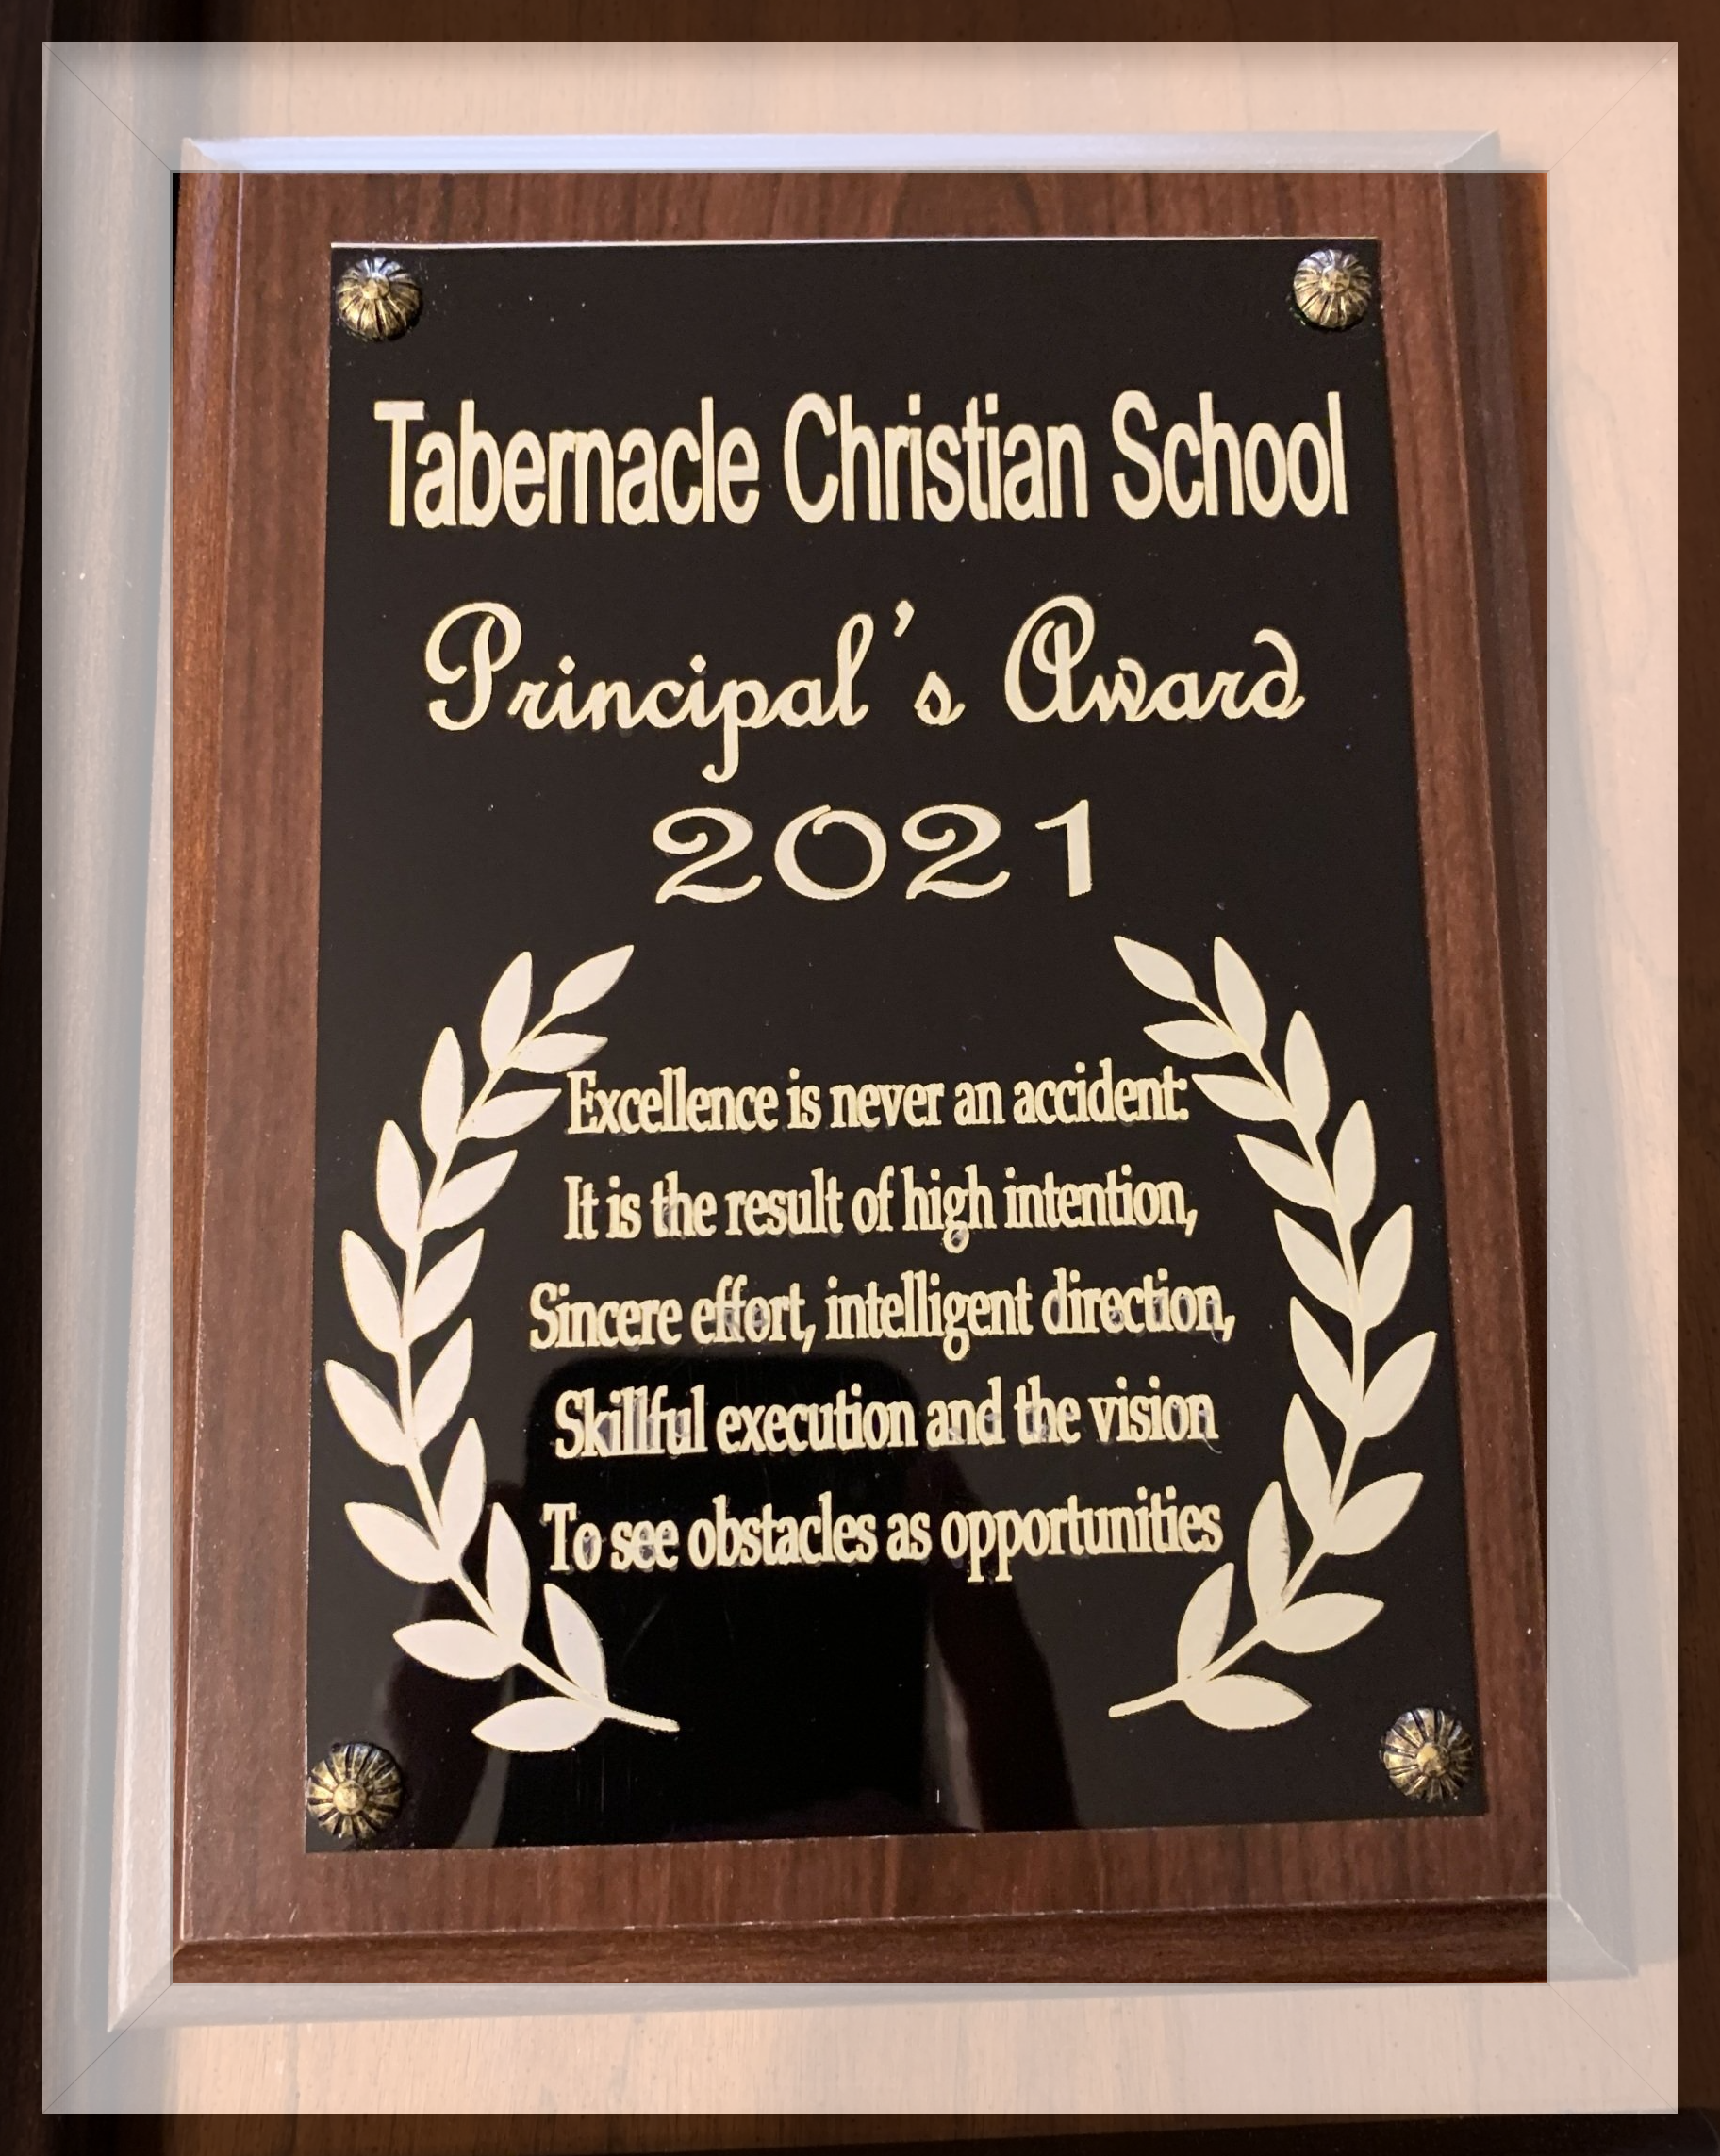 Tabernacle Christian School
Principal's Award
2021
Excellence is never an accident:
It is the result of high intention,
Sincere effort, intelligent direction,
Skillful execution and the vision
To see obstacles as opportunities